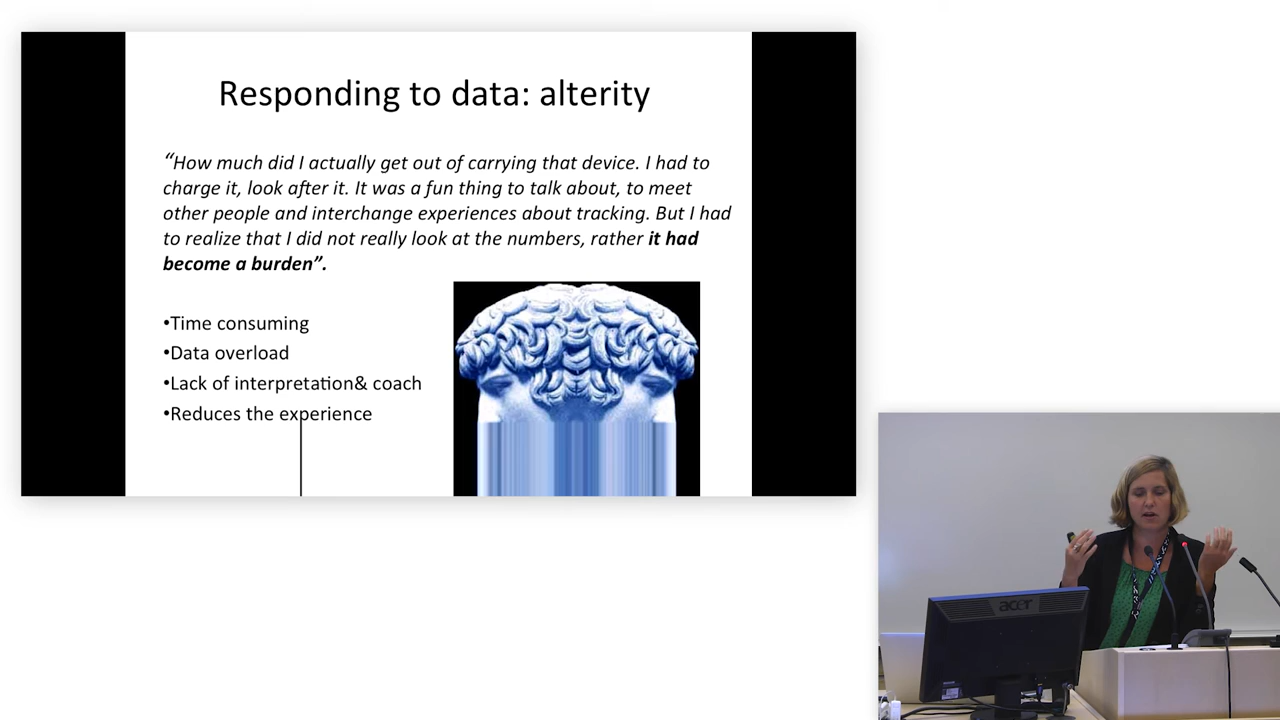 Responding to data: alterity
“How much did I actually get out of carrying that device. I had to
charge it, look after it. It was a fun thing to talk about, to meet
other people and interchange experiences about tracking. But I had
to realize that I did not really look at the numbers, rather it had
become a burden”.
•Time consuming
•Data overload
•Lack of interpretation& coach
•Reduces the experience
acer